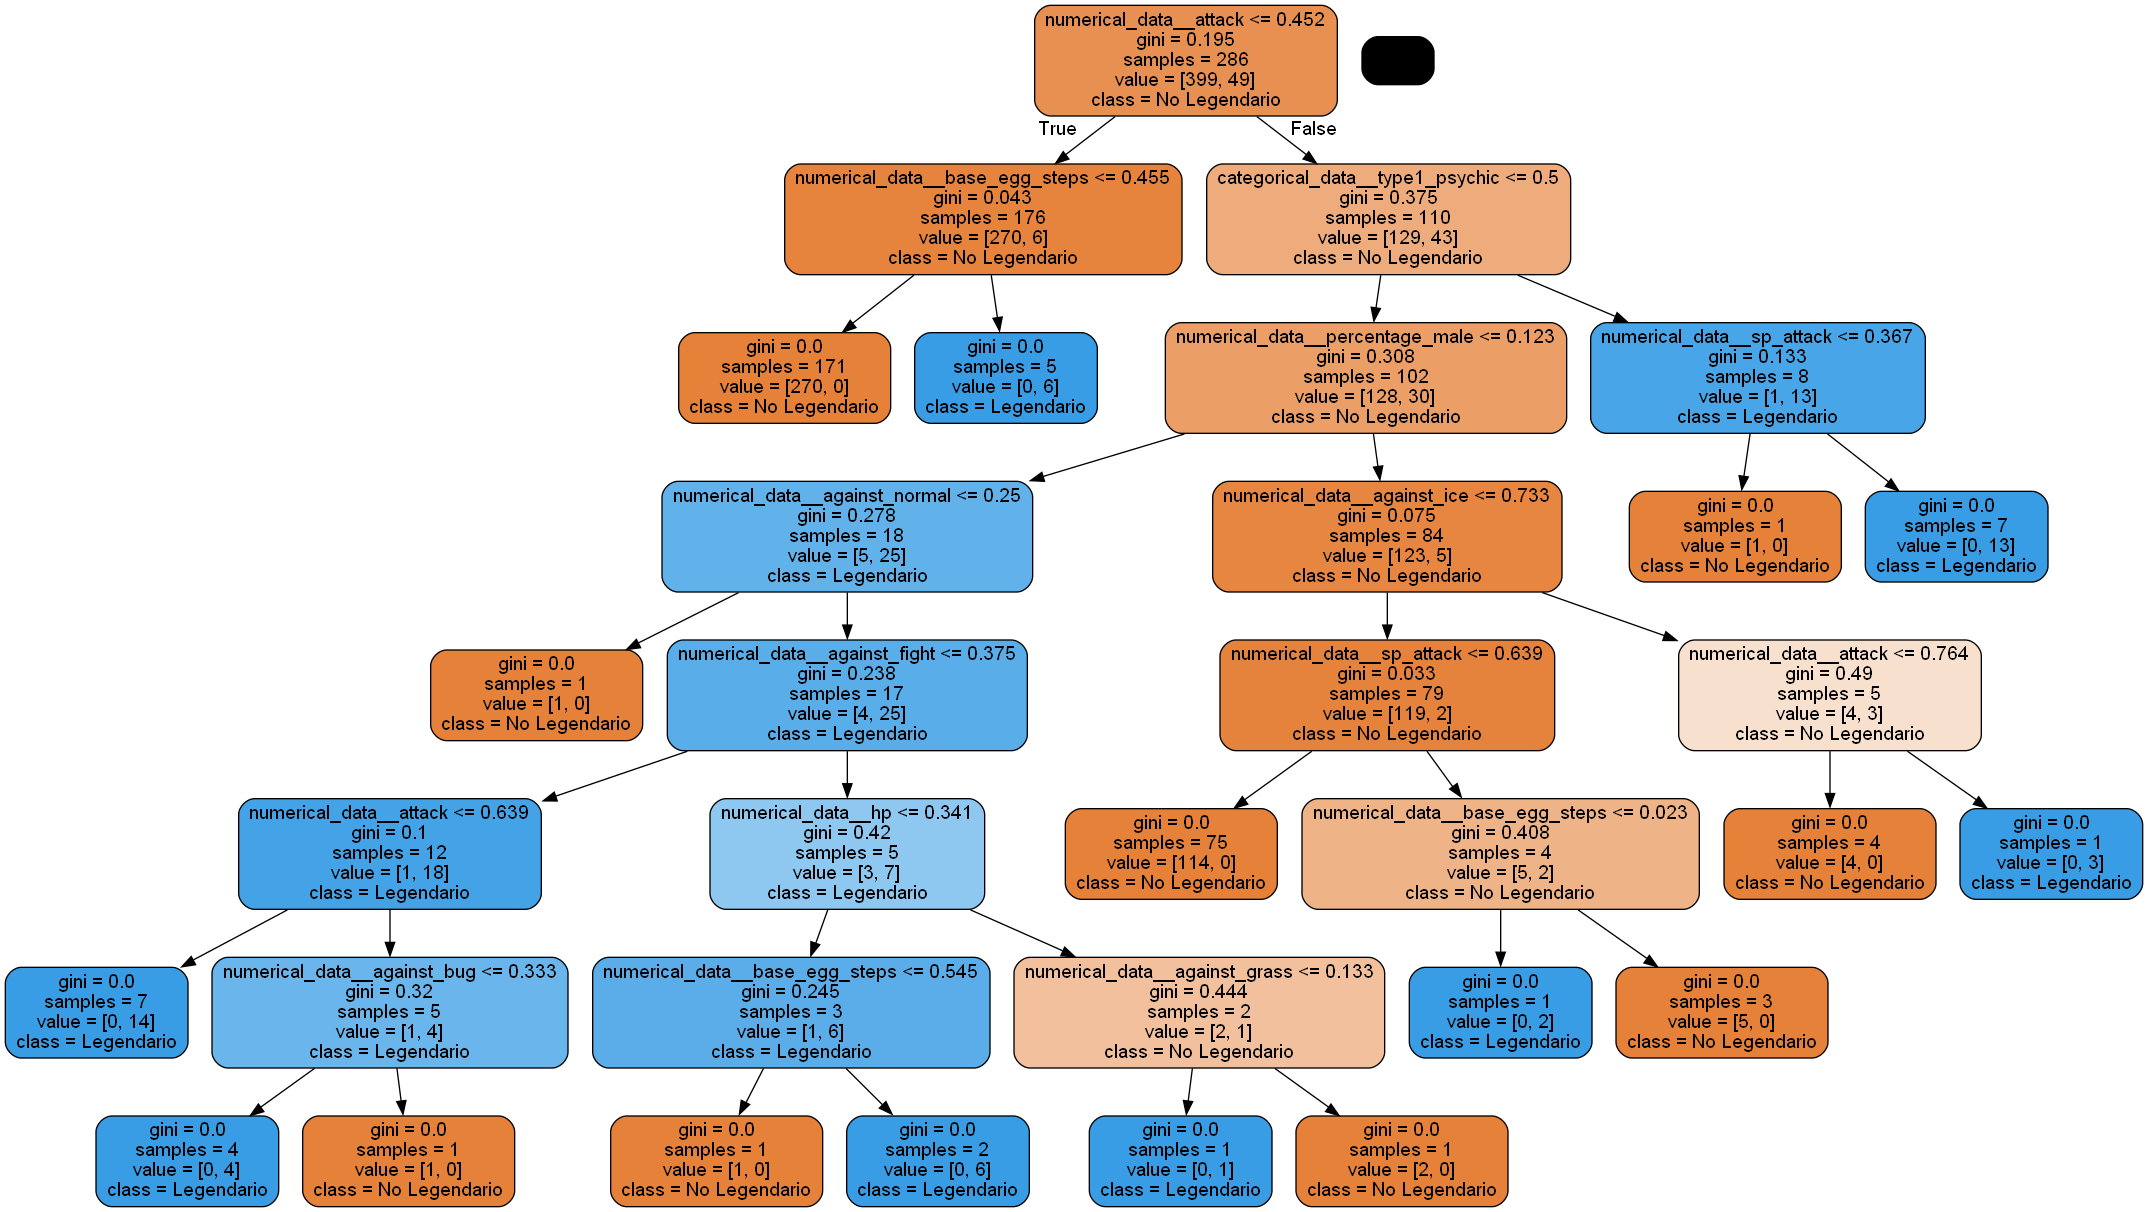 numerical_data__attack <= 0.452
gini = 0.195
samples = 286
value = [399, 49]
class = No Legendario
True
False
numerical_data__base_egg_steps <= 0.455
gini = 0.043
samples = 176
value = [270, 6]
class = No Legendario
categorical_data__type1_psychic <= 0.5
gini = 0.375
samples = 110
value = [129, 43]
class = No Legendario
gini = 0.0
samples = 171
value = [270, 0]
class = No Legendario
gini = 0.0
samples = 5
value = [0, 6]
class = Legendario
numerical_data__percentage_male <= 0.123
gini = 0.308
samples = 102
value = [128, 30]
class = No Legendario
numerical_data__sp_attack <= 0.367
gini = 0.133
samples = 8
value = [1, 13]
class = Legendario
numerical_data__against_normal <= 0.25
gini = 0.278
samples = 18
value = [5, 25]
class = Legendario
numerical_data__against_ice <= 0.733
gini = 0.075
samples = 84
value = [123, 5]
class = No Legendario
gini = 0.0
samples = 1
value = [1, 0]
class = No Legendario
gini = 0.0
samples = 7
value = [0, 13]
class = Legendario
gini = 0.0
samples = 1
value = [1, 0]
class = No Legendario
numerical_data__against_fight <= 0.375
gini = 0.238
samples = 17
value = [4, 25]
class = Legendario
numerical_data__sp_attack <= 0.639
gini = 0.033
samples = 79
value = [119, 2]
class = No Legendario
numerical_data__attack <= 0.764
gini = 0.49
samples = 5
value = [4, 3]
class = No Legendario
numerical_data__attack <= 0.639
gini = 0.1
samples = 12
value = [1, 18]
class = Legendario
numerical_data__hp <= 0.341
gini = 0.42
samples = 5
value = [3, 7]
class = Legendario
gini = 0.0
samples = 75
value = [114, 0]
class = No Legendario
numerical_data__base_egg_steps <= 0.023
gini = 0.408
samples = 4
value = [5, 2]
class = No Legendario
gini = 0.0
samples = 4
value = [4, 0]
class = No Legendario
gini = 0.0
samples = 1
value = [0, 3]
class = Legendario
gini = 0.0
samples = 7
value = [0, 14]
class = Legendario
numerical_data__against_bug <= 0.333
gini = 0.32
samples = 5
value = [1, 4]
class = Legendario
numerical_data__base_egg_steps <= 0.545
gini = 0.245
samples = 3
value = [1, 6]
class = Legendario
numerical_data__against_grass <= 0.133
gini = 0.444
samples = 2
value = [2, 1]
class = No Legendario
gini = 0.0
samples = 1
value = [0, 2]
class = Legendario
gini = 0.0
samples = 3
value = [5, 0]
class = No Legendario
gini = 0.0
samples = 4
value = [0, 4]
class = Legendario
gini = 0.0
samples = 1
value = [1, 0]
class = No Legendario
gini = 0.0
samples = 1
value = [1, 0]
class = No Legendario
gini = 0.0
samples = 2
value = [0, 6]
class = Legendario
gini = 0.0
samples = 1
value = [0, 1]
class = Legendario
gini = 0.0
samples = 1
value = [2, 0]
class = No Legendario